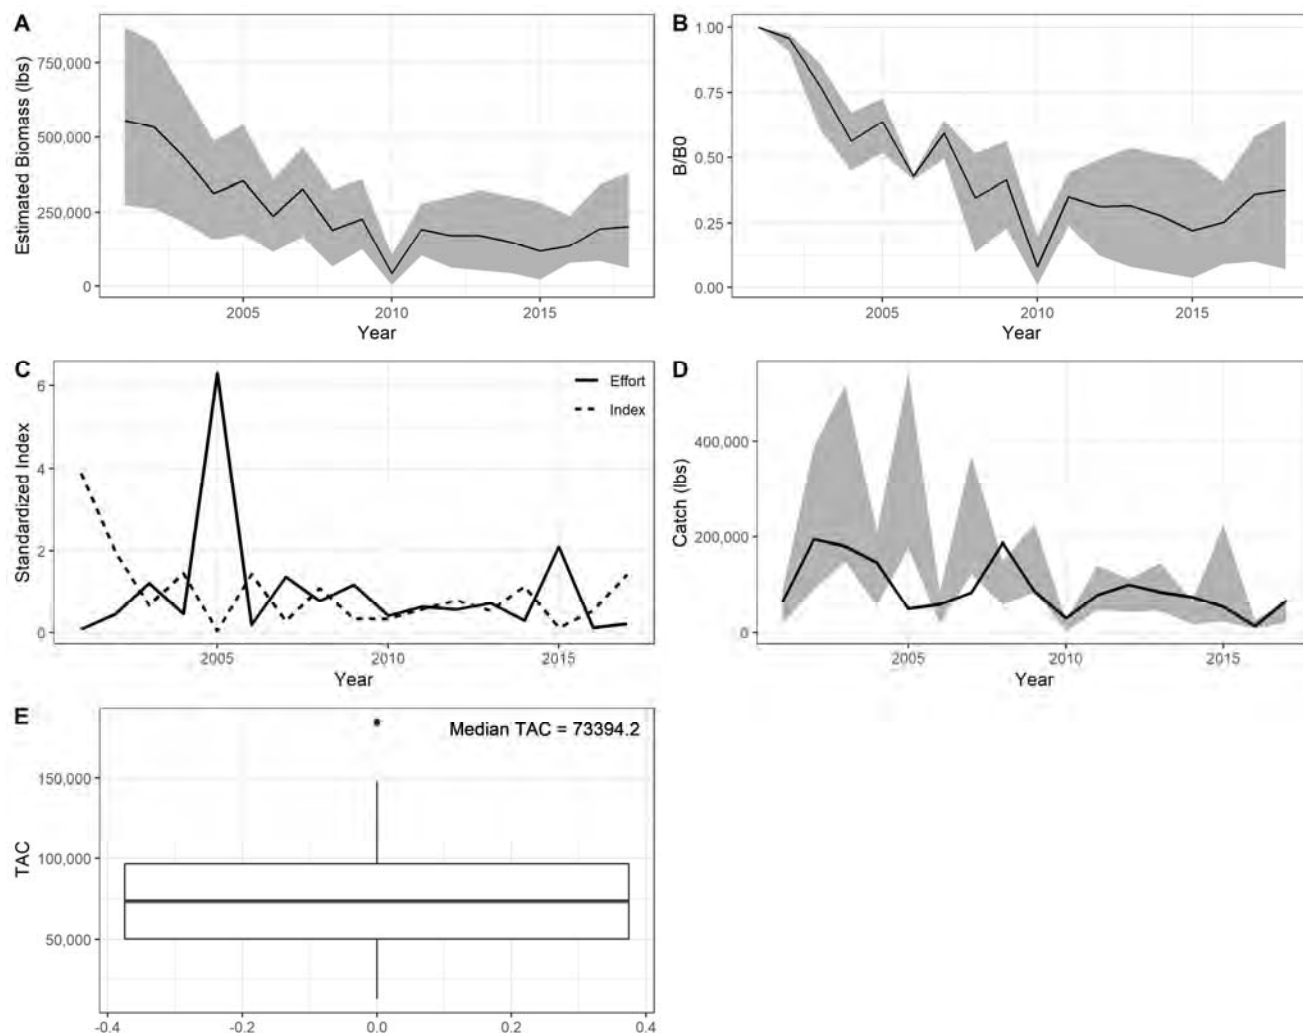 A
Estimated Biomass (lbs)
750,000
500,000
250,000
0
2005
2010
2015
Year
B
B/B0
1.00
0.75
0.50
0.25
0.00
2005
2010
2015
Year
C
Standardized Index
6
4
2
0
Effort
Index
2005
2010
2015
Year
D
Catch (lbs)
400,000
200,000
0
2005
2010
2015
Year
E
Median TAC = 73394.2
TAC
150,000
100,000
50,000
-0.4
-0.2
0.0
0.2
0.4